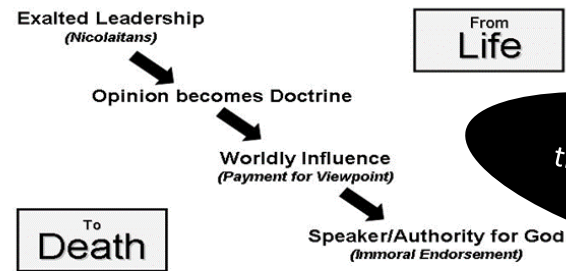 Exalted Leadership
(Nicolaitans)
From
Life
Opinion becomes Doctrine
Worldly Influence
(Payment for Viewpoint)
To
Death
Speaker/Authority for God
(Immoral Endorsement)